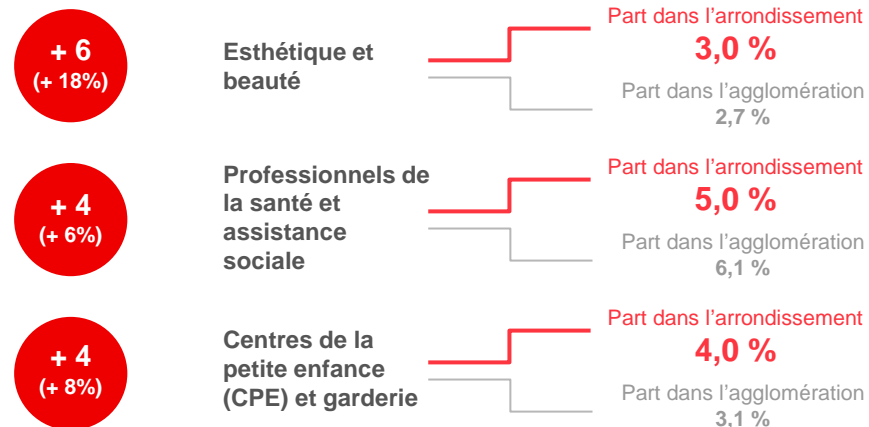 + 6
(+ 18%)
Esthétique et
beauté
Part dans l'arrondissement
3,0 %
Part dans l'agglomération
2,7 %
+ 4
(+ 6%)
Professionnels de
la santé et
assistance
sociale
Part dans l'arrondissement
5,0 %
Part dans l'agglomération
6,1 %
+ 4
(+ 8%)
Centres de la
petite enfance
(CPE) et garderie
Part dans l'arrondissement
4,0 %
Part dans l'agglomération
3,1 %